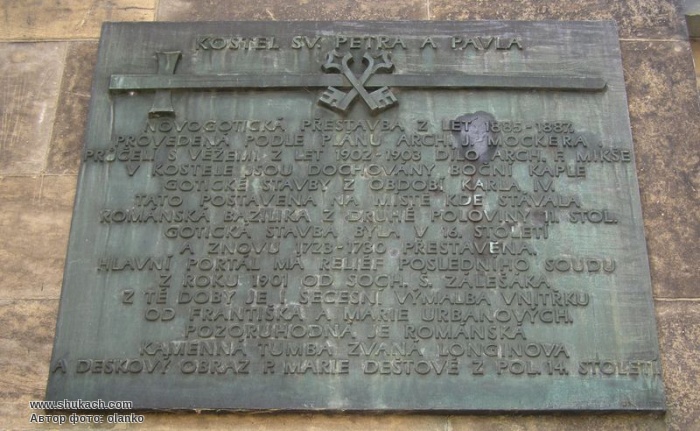 KOSTEL SV. PETRA A PAVLA
NOVOGOTICKÁ PŘESTAVBA Z LET 1885-1887
PROVEDENA PODLE PLÁNU ARCH. J. MOCKERA
PRŮČELÍ S VĚŽEMI Z LET 1902-1903 DÍLO ARCH. F. MIKŠE
V KOSTELE JSOU DOCHOVÁNY BOČNÍ KAPLE
GOTICKÉ STAVBY Z OBDOBÍ KARLA IV.
TATO POSTAVENA NA MÍSTĚ KDE STÁVALA
ROMÁNSKÁ BAZILIKA Z DRUHÉ POLOVINY 11 STOL.
GOTICKÁ STAVBA BYLA V 16. STOLETÍ
A ZNOVU 1723-1730 PŘESTAVĚNA.
HLAVNÍ PORTÁL MÁ RELIÉF POSLEDNÍHO SOUDU
Z ROKU 1901 OD SOCH. Š. ZÁLEŠÁKA.
Z TÉ DOBY JE I SECESNÍ VÝMALBA VNITŘKU
OD FRANTIŠKA A MARIE URBANOVÝCH.
POZORUHODNÁ JE ROMÁNSKÁ
KAMENNÁ TUMBA ZVANÁ LONGINOVA
A DESKOVÝ OBRAZ P. MARIE DEŠŤOVÉ Z POL. 14. STOLETÍ.
www.shukach.com
Автор фото: olanko